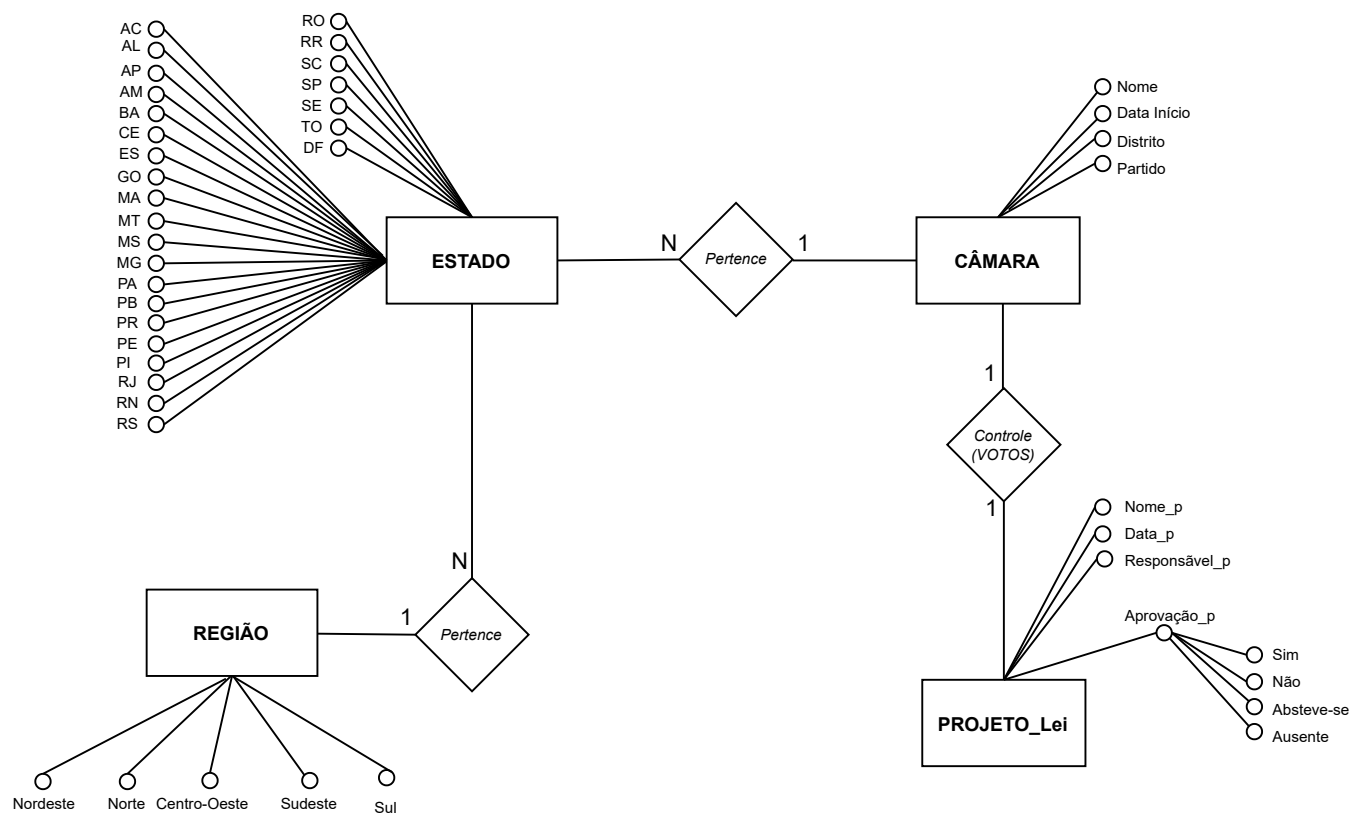 AC
AL
AP
AM
BA
CE
ES
GO
MA
MT
MS
MG
PA
PB
PR
PE
PI
RJ
RN
RS
RO
RR
SC
SP
SE
TO
DF
Nome
Data Início
Distrito
Partido
ESTADO
N
Pertence
1
CÂMARA
1
Controle
(VOTOS)
1
Nome_p
Data_p
Responsãvel_p
Aprovação_p
Sim
Não
Absteve-se
Ausente
PROJETO_Lei
N
Pertence
1
REGIÃO
Nordeste
Norte
Centro-Oeste
Sudeste
Sul